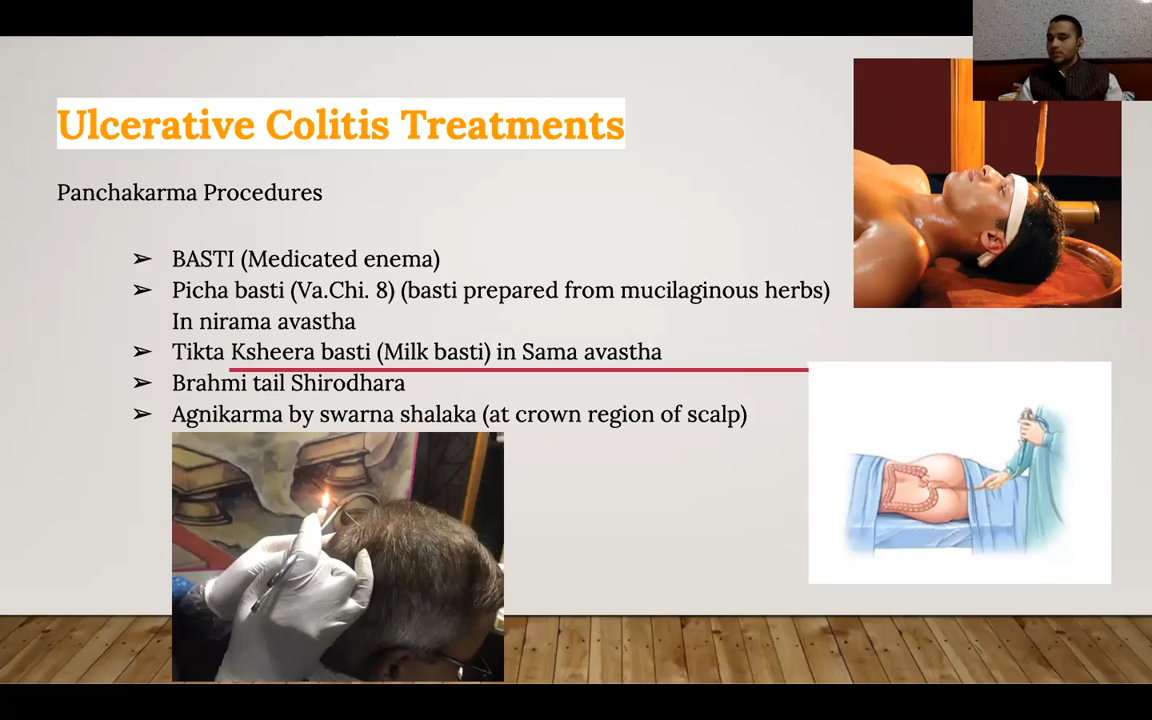 Ulcerative Colitis Treatments
Panchakarma Procedures
➢ BASTI (Medicated enema)
➢ Picha basti (Va.Chi. 8) (basti prepared from mucilaginous herbs)
In nirama avastha
➢ Tikta Ksheera basti (Milk basti) in Sama avastha
➢ Brahmi tail Shirodhara
➢ Agnikarma by swarna shalaka (at crown region of scalp)